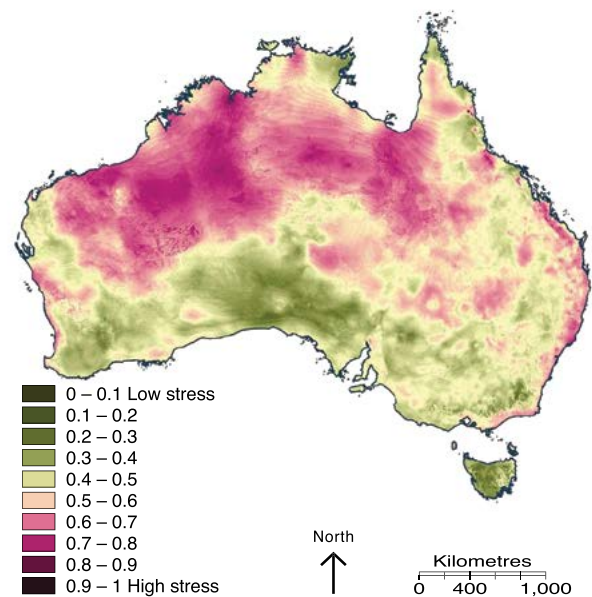 0 – 0.1 Low stress
0.1 – 0.2
0.2 – 0.3
0.3 – 0.4
0.4 – 0.5
0.5 – 0.6
0.6 – 0.7
0.7 – 0.8
0.8 – 0.9
0.9 – 1 High stress
North
Kilometres
0 400 1,000